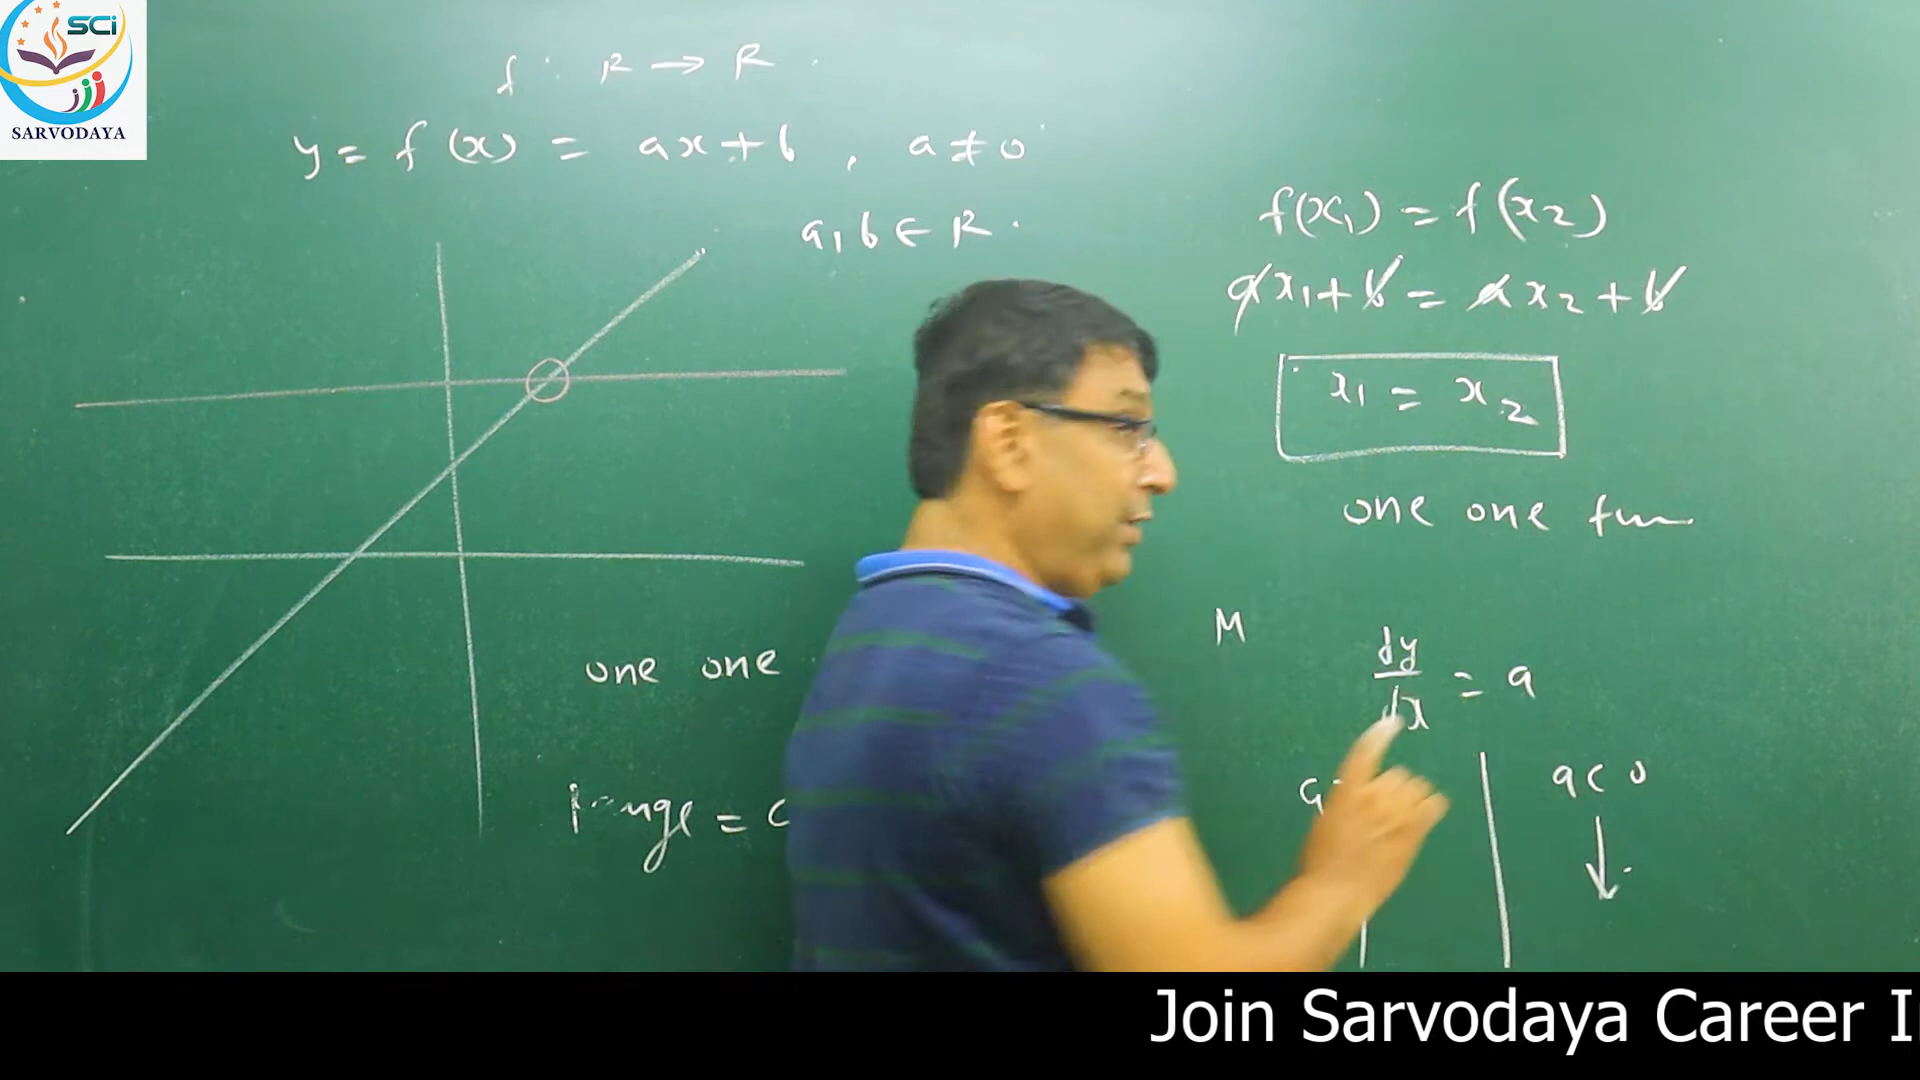 SCi
SARVODAYA
f : R → R .
y = f(x) = ax + b , a ≠ 0
a, b ∈ R .
one one
= c
f(x₁) = f(x₂)
ax₁ + b = ax₂ + b
x₁ = x₂
one one fun
M
dy/dx = a
a
a < 0
↓
Join Sarvodaya Career I